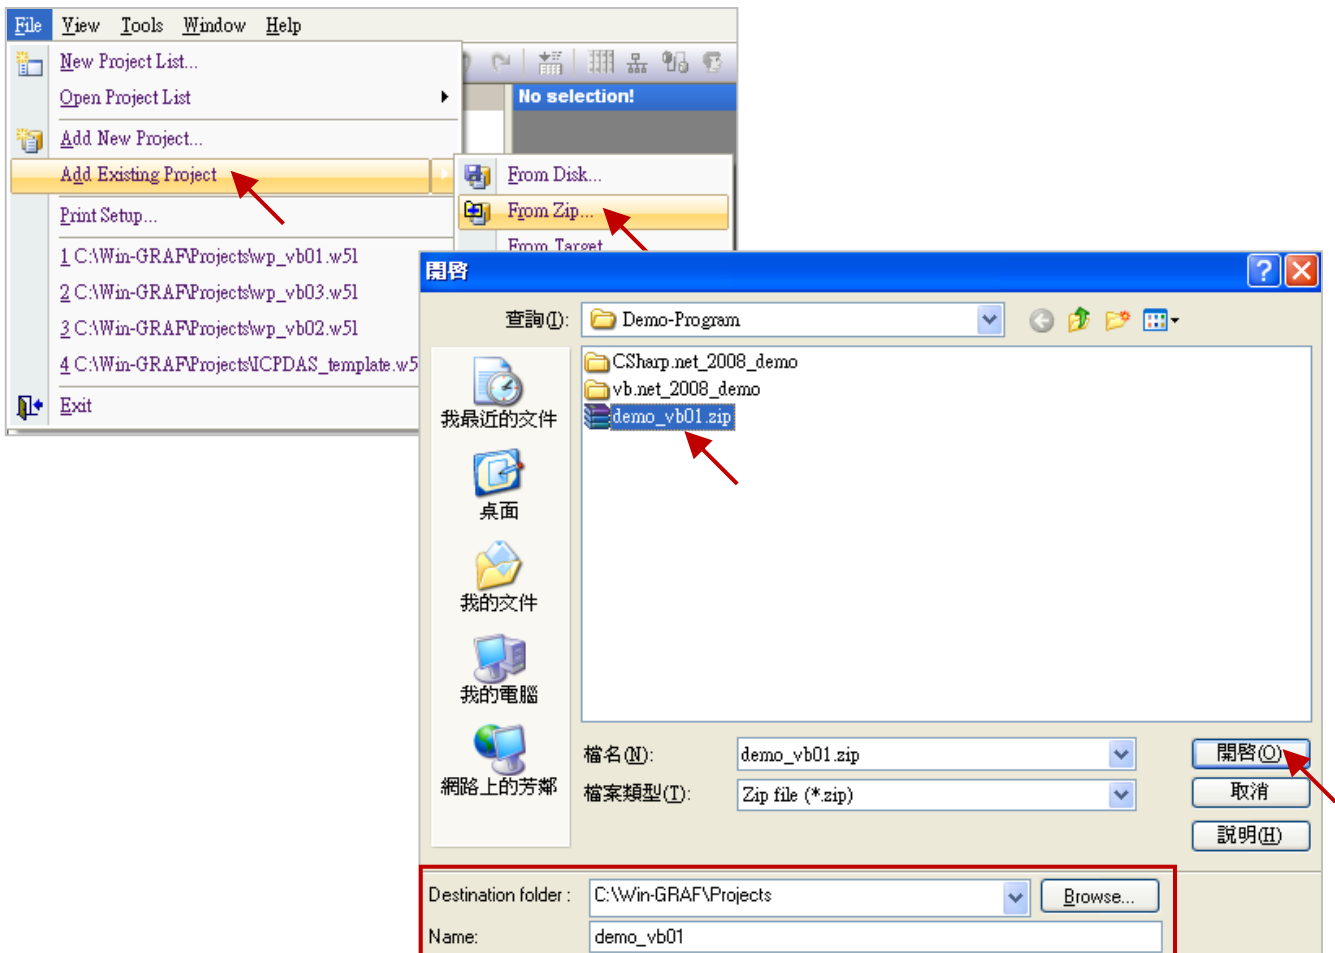 File View Tools Window Help
New Project List...
Open Project List
No selection!
Add New Project...
Add Existing Project
From Disk...
From Zip...
From Target
Print Setup...
1 C:\Win-GRAF\Projects\wp_vb01.w5l
2 C:\Win-GRAF\Projects\wp_vb03.w5l
3 C:\Win-GRAF\Projects\wp_vb02.w5l
4 C:\Win-GRAF\Projects\ICPDAS_template.w5
Exit
開啓
查詢(I):
Demo-Program
CSharp.net_2008_demo
vb.net_2008_demo
demo_vb01.zip
我最近的文件
桌面
我的文件
我的電腦
網路上的芳鄰
檔名(N):
demo_vb01.zip
開啓(O)
檔案類型(T):
Zip file (*.zip)
取消
說明(H)
Destination folder :
C:\Win-GRAF\Projects
Browse...
Name:
demo_vb01